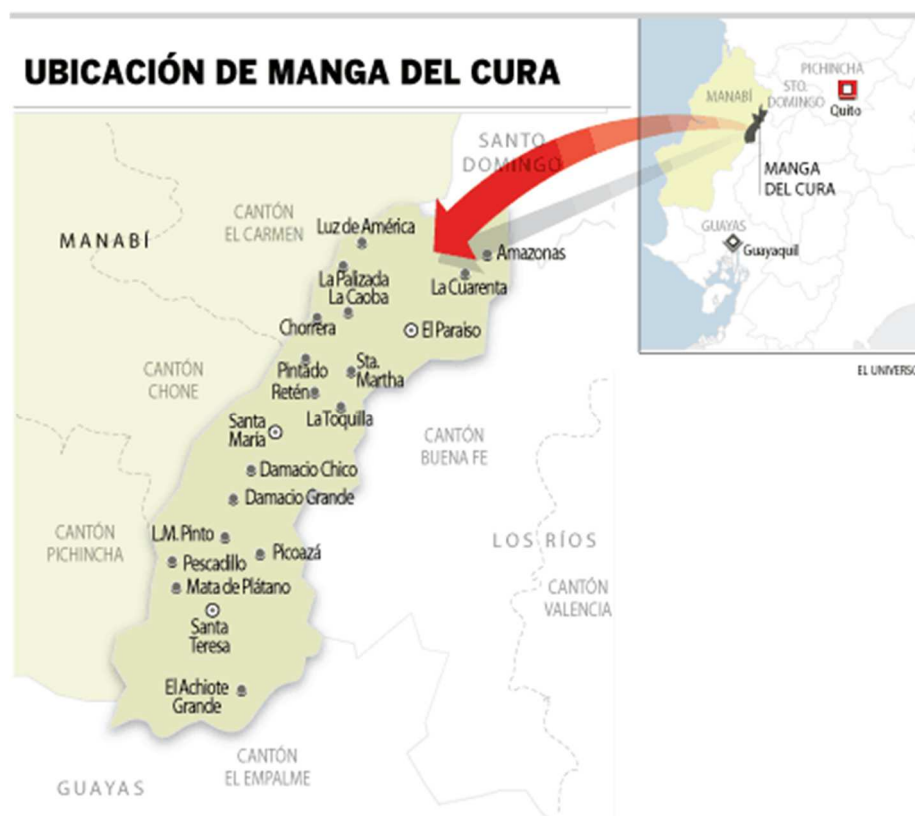 UBICACIÓN DE MANGA DEL CURA
PICHINCHA
MANABÍ
STO.
DOMINGO
Quito
MANGA
DEL CURA
GUAYAS
Guayaquil
EL UNIVERSO
SANTO
DOMINGO
CANTÓN
EL CARMEN
MANABÍ
Luz de América
Amazonas
La Palizada
La Cuarenta
La Caoba
Chorrera
El Paraiso
CANTÓN
CHONE
Pintado
Sta.
Martha
Retén
La Toquilla
Santa
María
CANTÓN
BUENA FE
Damacio Chico
Damacio Grande
CANTÓN
PICHINCHA
L.M. Pinto
Picoazá
Pescadillo
LOS RÍOS
Mata de Plátano
CANTÓN
VALENCIA
Santa
Teresa
El Achiote
Grande
CANTÓN
EL EMPALME
GUAYAS